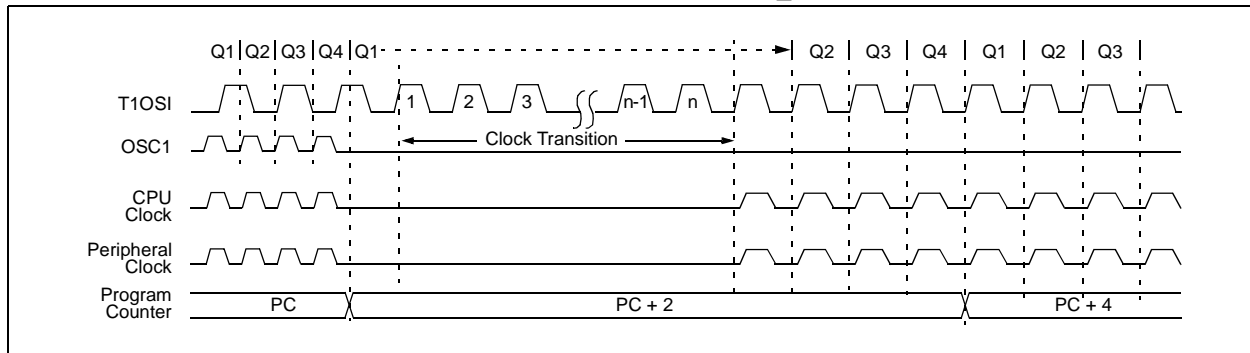 Q1 Q2 Q3 Q4 Q1 Q2 Q3 Q4 Q1 Q2 Q3
T1OSI 1 2 3 n-1 n
Clock Transition
OSC1
CPU
Clock
Peripheral
Clock
Program
Counter
PC PC + 2 PC + 4